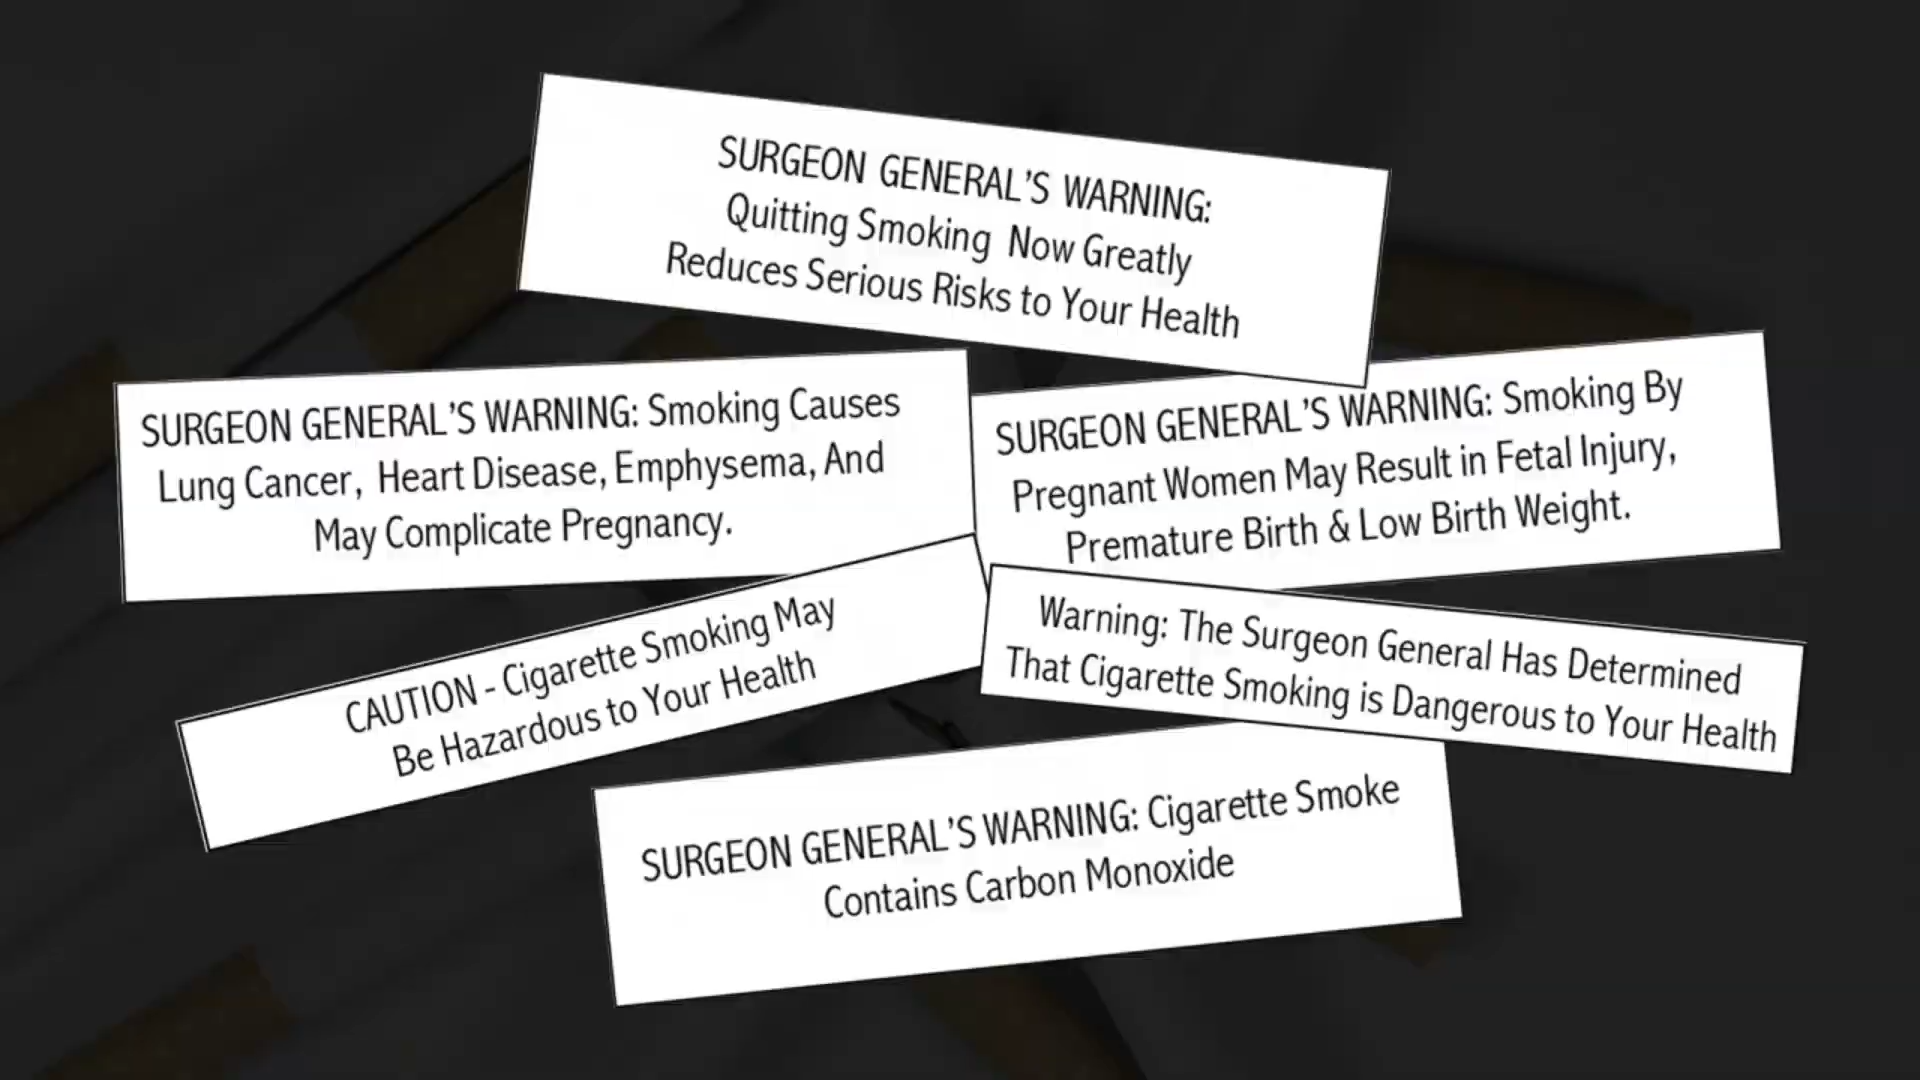 SURGEON GENERAL'S WARNING:
Quitting Smoking Now Greatly
Reduces Serious Risks to Your Health
SURGEON GENERAL'S WARNING: Smoking Causes
Lung Cancer, Heart Disease, Emphysema, And
May Complicate Pregnancy.
SURGEON GENERAL'S WARNING: Smoking By
Pregnant Women May Result in Fetal Injury,
Premature Birth & Low Birth Weight.
CAUTION - Cigarette Smoking May
Be Hazardous to Your Health
Warning: The Surgeon General Has Determined
That Cigarette Smoking is Dangerous to Your Health
SURGEON GENERAL'S WARNING: Cigarette Smoke
Contains Carbon Monoxide